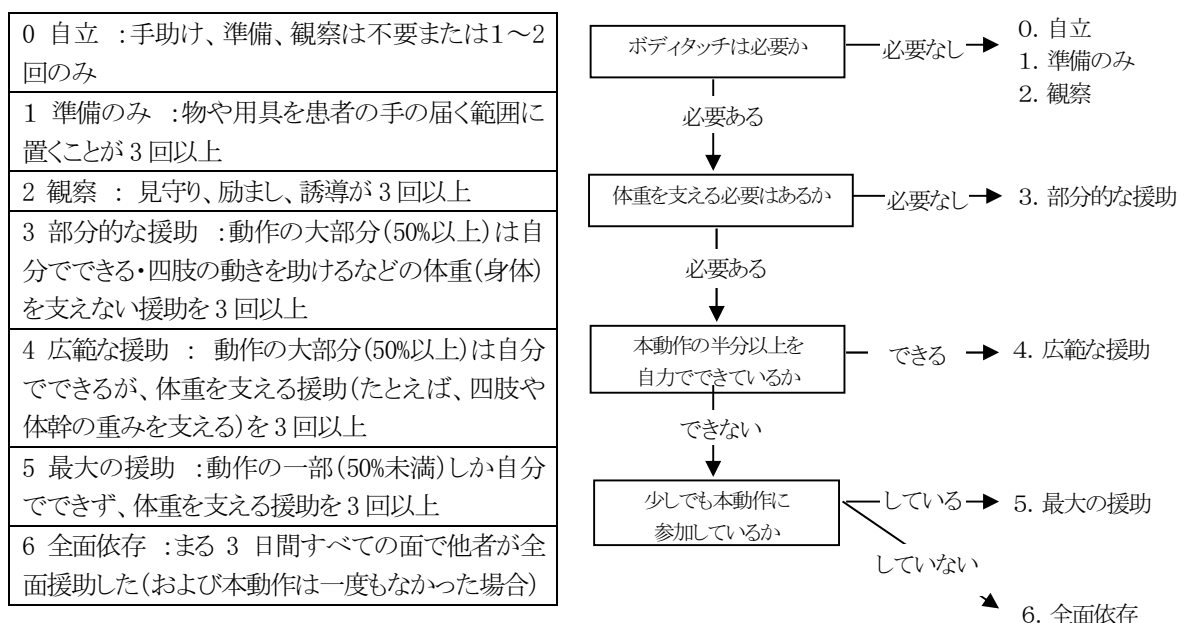 0 自立 :手助け、準備、観察は不要または1～2
回のみ
1 準備のみ :物や用具を患者の手の届く範囲に
置くことが 3 回以上
2 観察 : 見守り、励まし、誘導が 3 回以上
3 部分的な援助 :動作の大部分(50%以上)は自
分でできる・四肢の動きを助けるなどの体重(身体)
を支えない援助を 3 回以上
4 広範な援助 : 動作の大部分(50%以上)は自分
でできるが、体重を支える援助(たとえば、四肢や
体幹の重みを支える)を 3 回以上
5 最大の援助 :動作の一部(50%未満)しか自分
でできず、体重を支える援助を 3 回以上
6 全面依存 :まる 3 日間すべての面で他者が全
面援助した(および本動作は一度もなかった場合)
ボディタッチは必要か
必要なし
0. 自立
1. 準備のみ
2. 観察
必要ある
体重を支える必要はあるか
必要なし
3. 部分的な援助
必要ある
本動作の半分以上を
自力でできているか
できる
4. 広範な援助
できない
少しでも本動作に
参加しているか
している
5. 最大の援助
していない
6. 全面依存